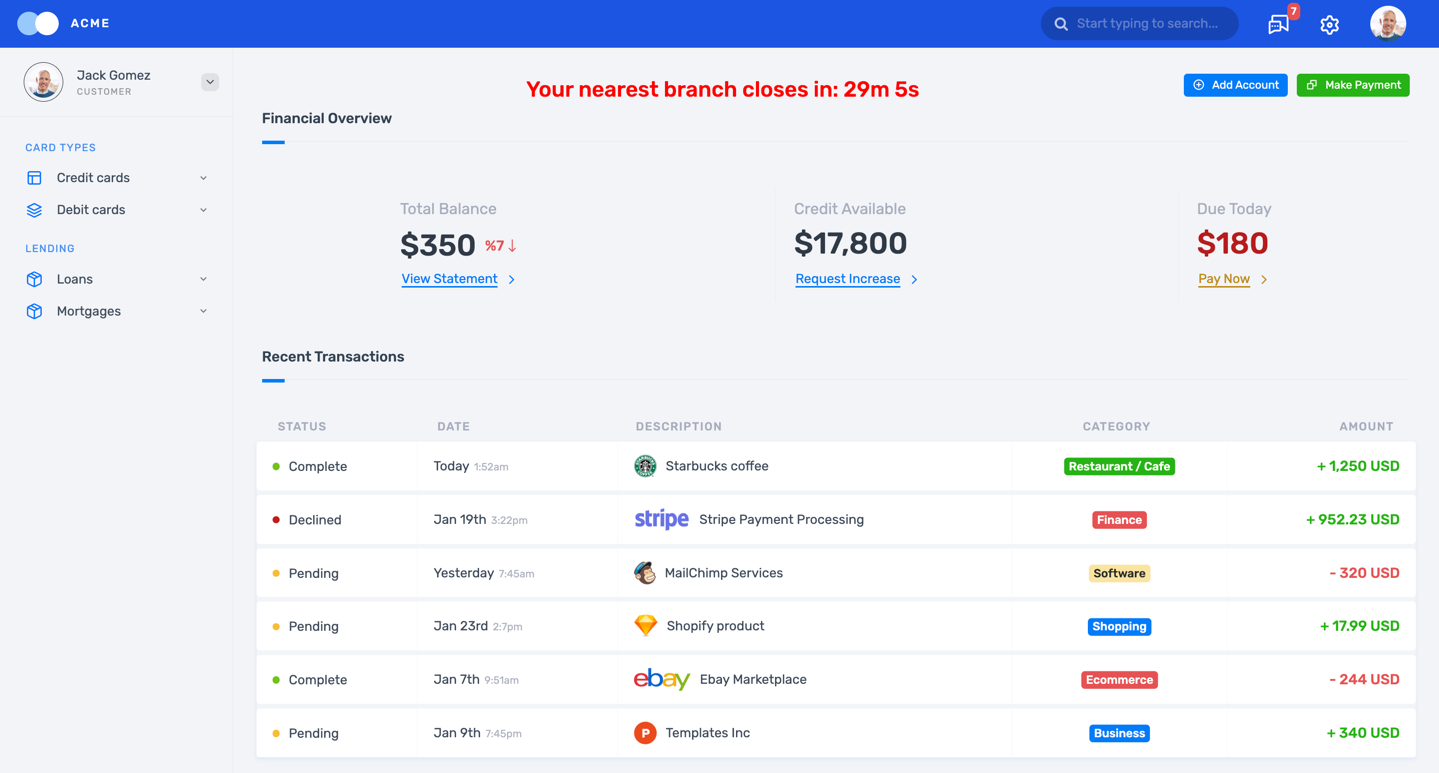 ACME
Start typing to search...
7
Jack Gomez
CUSTOMER
Your nearest branch closes in: 29m 5s
Add Account
Make Payment
Financial Overview
CARD TYPES
Credit cards
Debit cards
LENDING
Loans
Mortgages
Total Balance
$350 %7
View Statement
Credit Available
$17,800
Request Increase
Due Today
$180
Pay Now
Recent Transactions
STATUS DATE DESCRIPTION CATEGORY AMOUNT
Complete Today 1:52am Starbucks coffee Restaurant / Cafe + 1,250 USD
Declined Jan 19th 3:22pm stripe Stripe Payment Processing Finance + 952.23 USD
Pending Yesterday 7:45am MailChimp Services Software - 320 USD
Pending Jan 23rd 2:7pm Shopify product Shopping + 17.99 USD
Complete Jan 7th 9:51am ebay Ebay Marketplace Ecommerce - 244 USD
Pending Jan 9th 7:45pm P Templates Inc Business + 340 USD